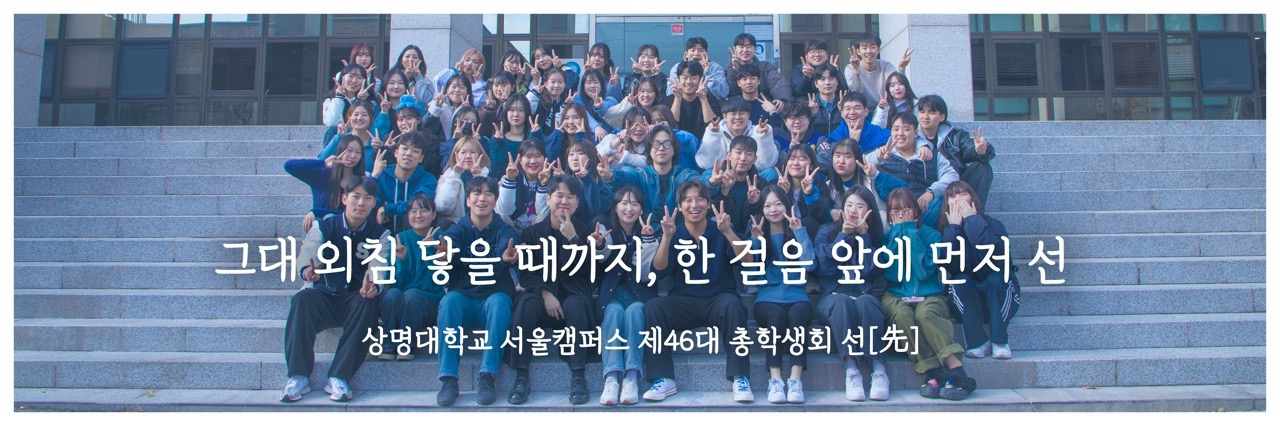 그대 외침 닿을 때까지, 한 걸음 앞에 먼저 선
상명대학교 서울캠퍼스 제46대 총학생회 선[先]